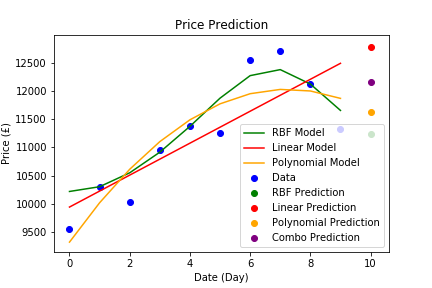 Price Prediction
12500
12000
11500
11000
10500
10000
9500
Price (£)
RBF Model
Linear Model
Polynomial Model
Data
RBF Prediction
Linear Prediction
Polynomial Prediction
Combo Prediction
0 2 4 6 8 10
Date (Day)